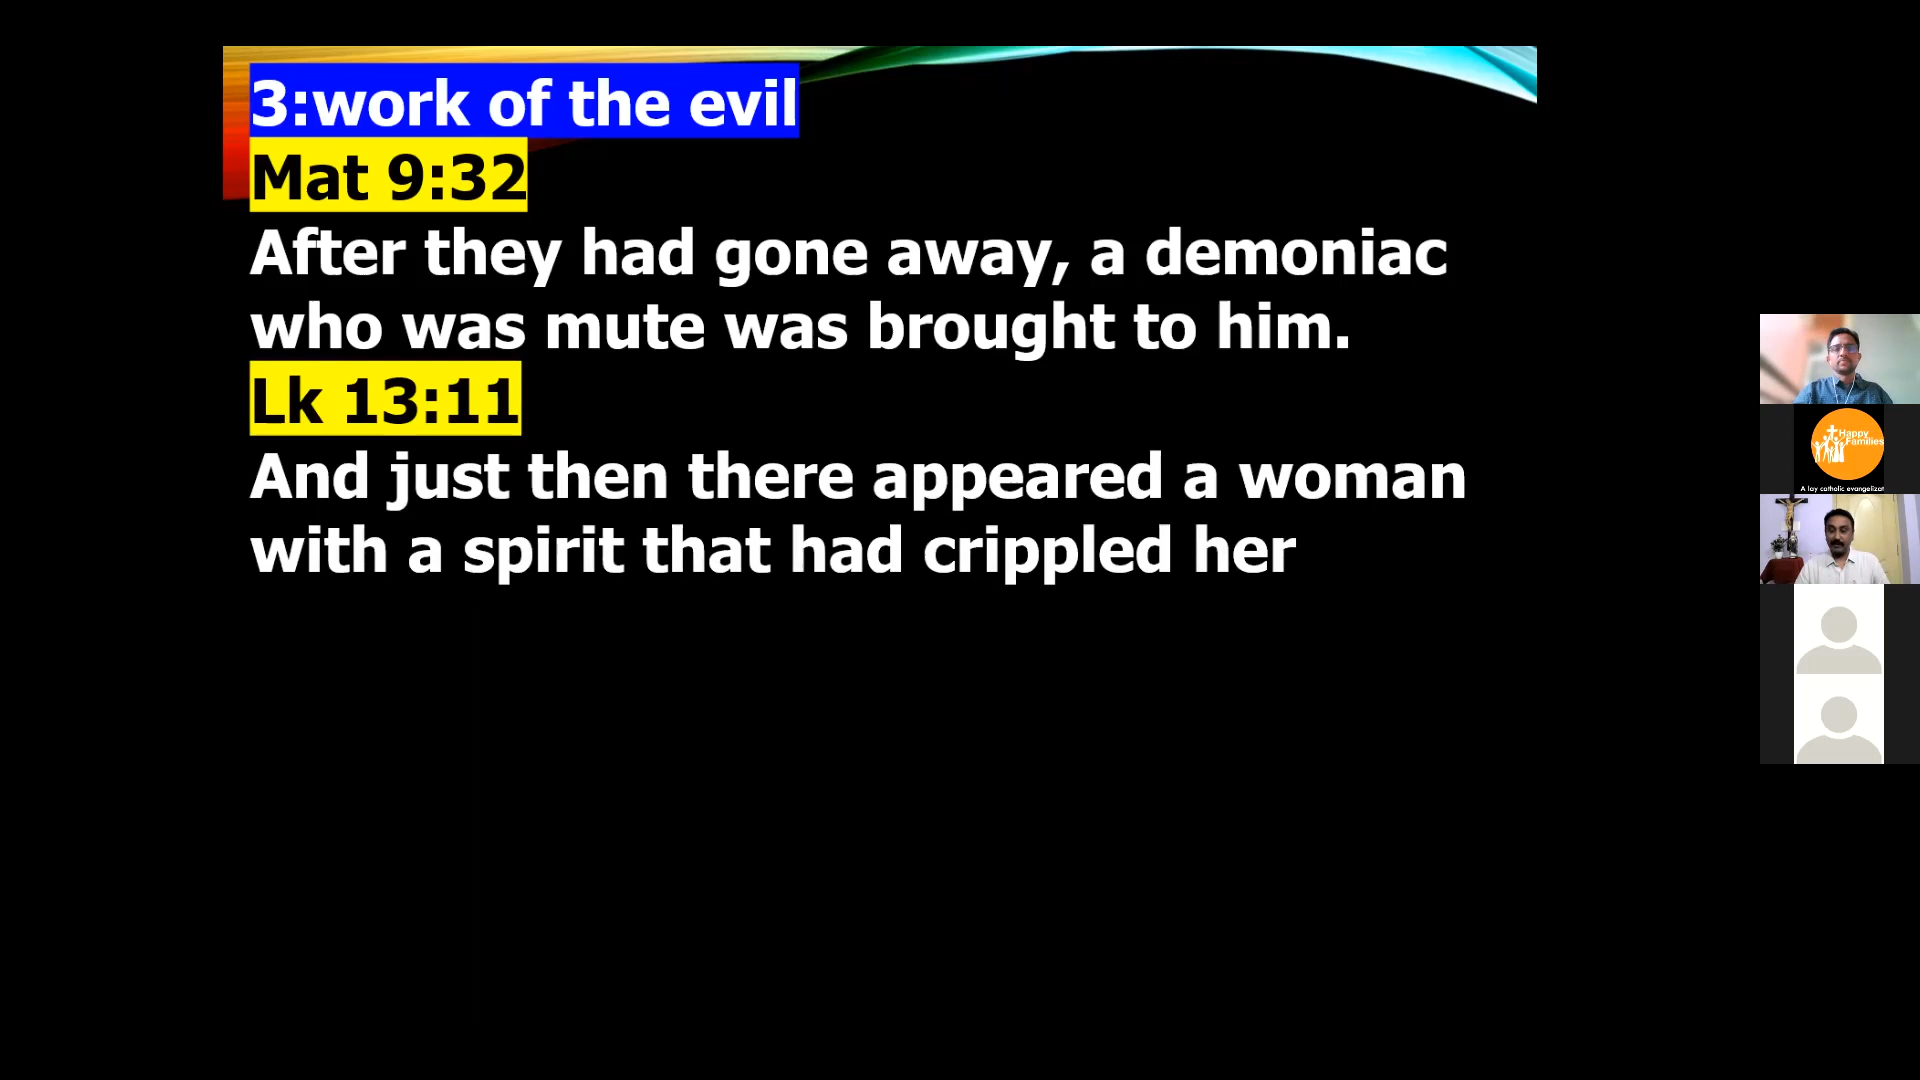 3:work of the evil
Mat 9:32
After they had gone away, a demoniac
who was mute was brought to him.
Lk 13:11
And just then there appeared a woman
with a spirit that had crippled her
Happy
Families
A lay catholic evangelizat